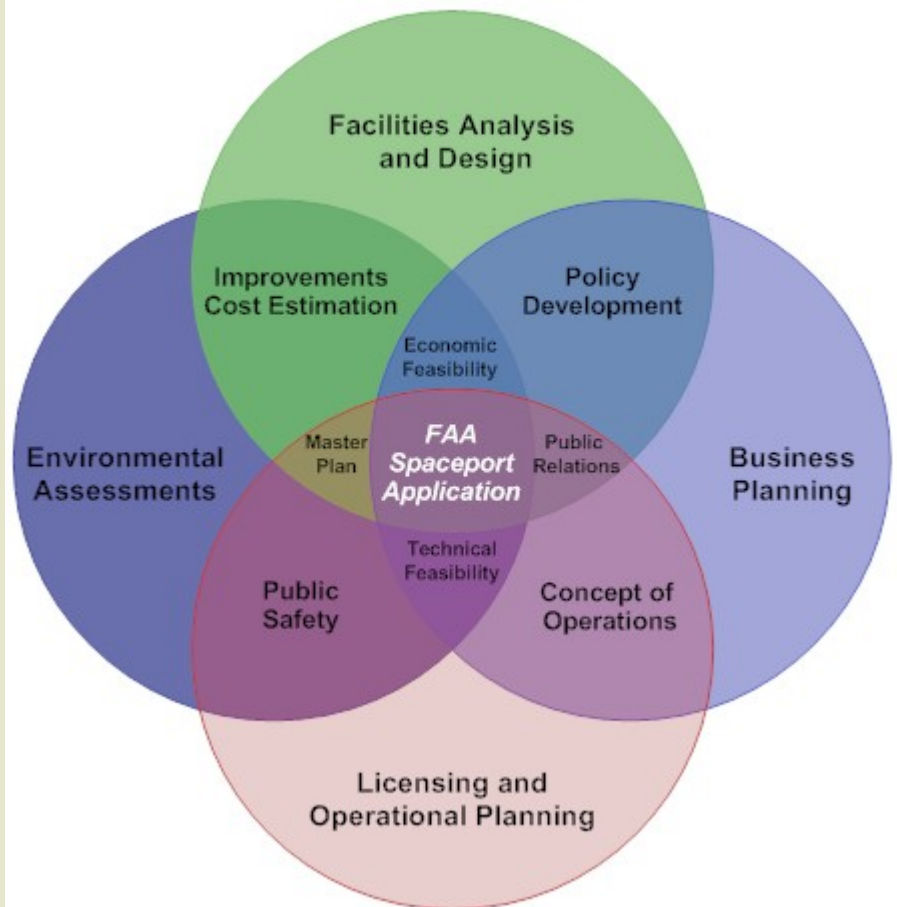 Facilities Analysis
and Design
Improvements
Cost Estimation
Policy
Development
Economic
Feasibility
Environmental
Assessments
Master
Plan
FAA
Spaceport
Application
Public
Relations
Business
Planning
Technical
Feasibility
Public
Safety
Concept of
Operations
Licensing and
Operational Planning